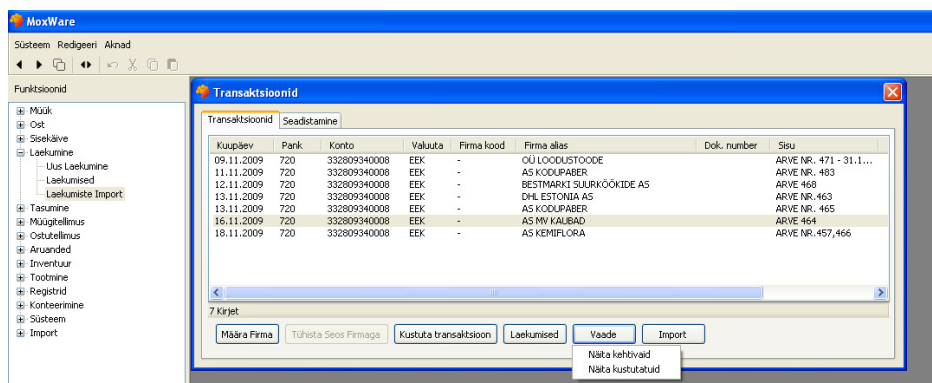 MoxWare
Süsteem Redigeeri Aknad
Funktsioonid
Müük
Ost
Sisekäive
Laekumine
Uus Laekumine
Laekumised
Laekumiste Import
Tasumine
Müügitellimus
Ostutellimus
Aruanded
Inventuur
Tootmine
Registrid
Konteerimine
Süsteem
Import
Transaktsioonid
Transaktsioonid Seadistamine
Kuupäev Pank Konto Valuuta Firma kood Firma alias Dok. number Sisu
09.11.2009 720 332809340008 EEK - OÜ LOODUSTOODE ARVE NR. 471 - 31.1...
11.11.2009 720 332809340008 EEK - AS KODUPABER ARVE NR. 483
12.11.2009 720 332809340008 EEK - BESTMARKI SUURKÖÖKIDE AS ARVE 468
13.11.2009 720 332809340008 EEK - DHL ESTONIA AS ARVE NR.463
13.11.2009 720 332809340008 EEK - AS KODUPABER ARVE NR. 465
16.11.2009 720 332809340008 EEK - AS MV KAUBAD ARVE 464
18.11.2009 720 332809340008 EEK - AS KEMIFLORA ARVE NR.457,466
7 Kirjet
Määra Firma Tühista Seos Firmaga Kustuta transaktsioon Laekumised Vaade Import
Näita kehtivaid
Näita kustutatuid